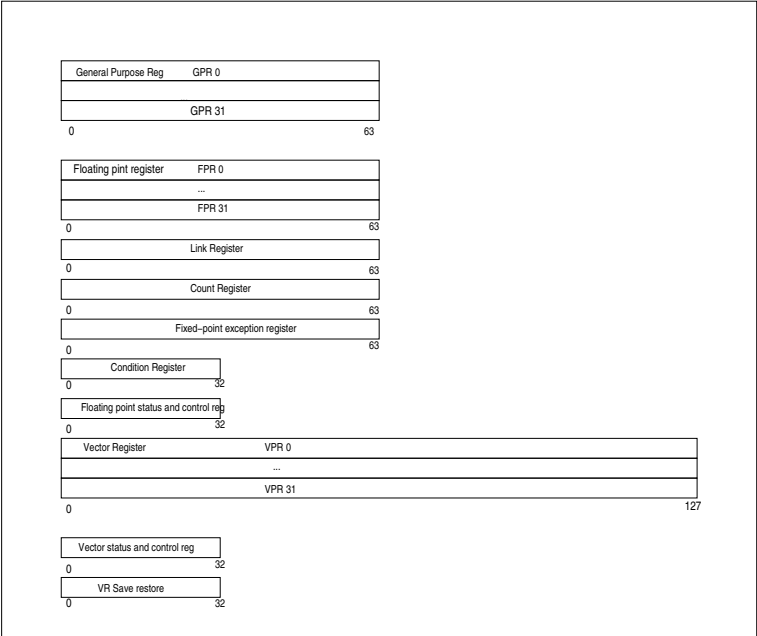 General Purpose Reg GPR 0
GPR 31
0 63
Floating pint register FPR 0
...
FPR 31
0 63
Link Register
0 63
Count Register
0 63
Fixed-point exception register
0 63
Condition Register
0 32
Floating point status and control reg
0 32
Vector Register VPR 0
...
VPR 31
0 127
Vector status and control reg
0 32
VR Save restore
0 32